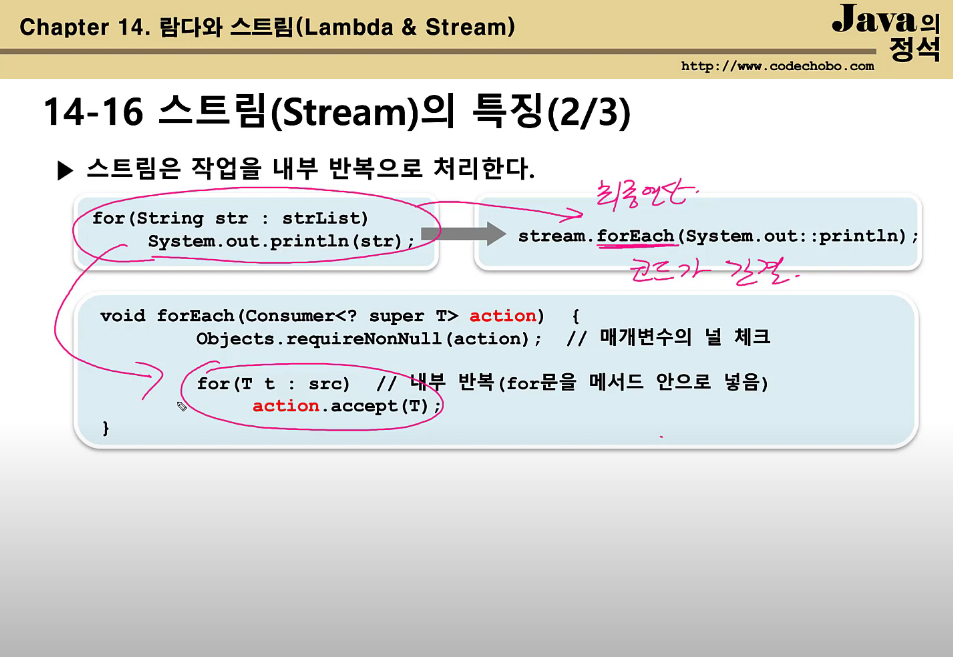 Chapter 14. 람다와 스트림(Lambda & Stream)
Java의
정석
http://www.codechobo.com
14-16 스트림(Stream)의 특징(2/3)
▶ 스트림은 작업을 내부 반복으로 처리한다.
for(String str : strList)
System.out.println(str);
최종연산.
stream.forEach(System.out::println);
코드가 간결.
void forEach(Consumer<? super T> action) {
Objects.requireNonNull(action); // 매개변수의 널 체크
for(T t : src) // 내부 반복(for문을 메서드 안으로 넣음)
action.accept(T);
}